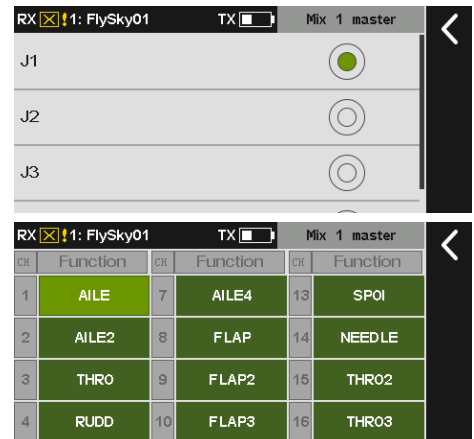 RX !1: FlySky01 TX Mix 1 master
J1
J2
J3
RX !1: FlySky01 TX Mix 1 master
CH Function CH Function CH Function
1 AILE 7 AILE4 13 SPOI
2 AILE2 8 FLAP 14 NEEDLE
3 THRO 9 FLAP2 15 THRO2
4 RUDD 10 FLAP3 16 THRO3